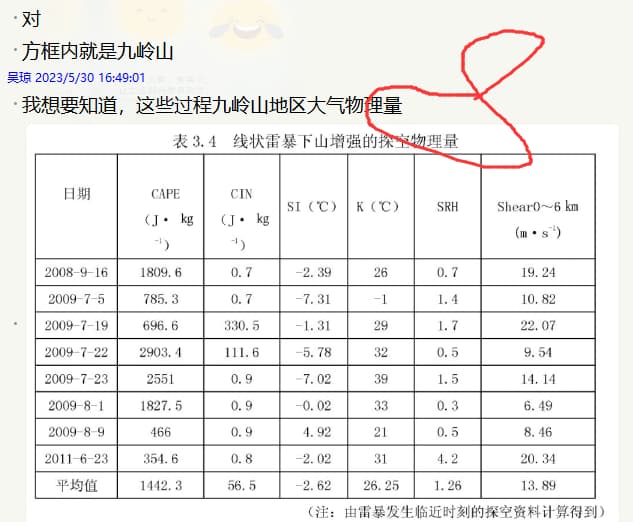 · 对
· 方框内就是九岭山
吴琼 2023/5/30 16:49:01
· 我想要知道，这些过程九岭山地区大气物理量
表 3.4 线状雷暴下山增强的探空物理量
日期 CAPE (J· kg⁻¹) CIN (J· kg⁻¹) SI (℃) K (℃) SRH Shear0～6 km (m·s⁻¹)
2008-9-16 1809.6 0.7 -2.39 26 0.7 19.24
2009-7-5 785.3 0.7 -7.31 -1 1.4 10.82
2009-7-19 696.6 330.5 -1.31 29 1.7 22.07
2009-7-22 2903.4 111.6 -5.78 32 0.5 9.54
2009-7-23 2551 0.9 -7.02 39 1.5 14.14
2009-8-1 1827.5 0.9 -0.02 33 0.3 6.49
2009-8-9 466 0.9 4.92 21 0.5 8.46
2011-6-23 354.6 0.8 -2.02 31 4.2 20.34
平均值 1442.3 56.5 -2.62 26.25 1.26 13.89
(注：由雷暴发生临近时刻的探空资料计算得到)